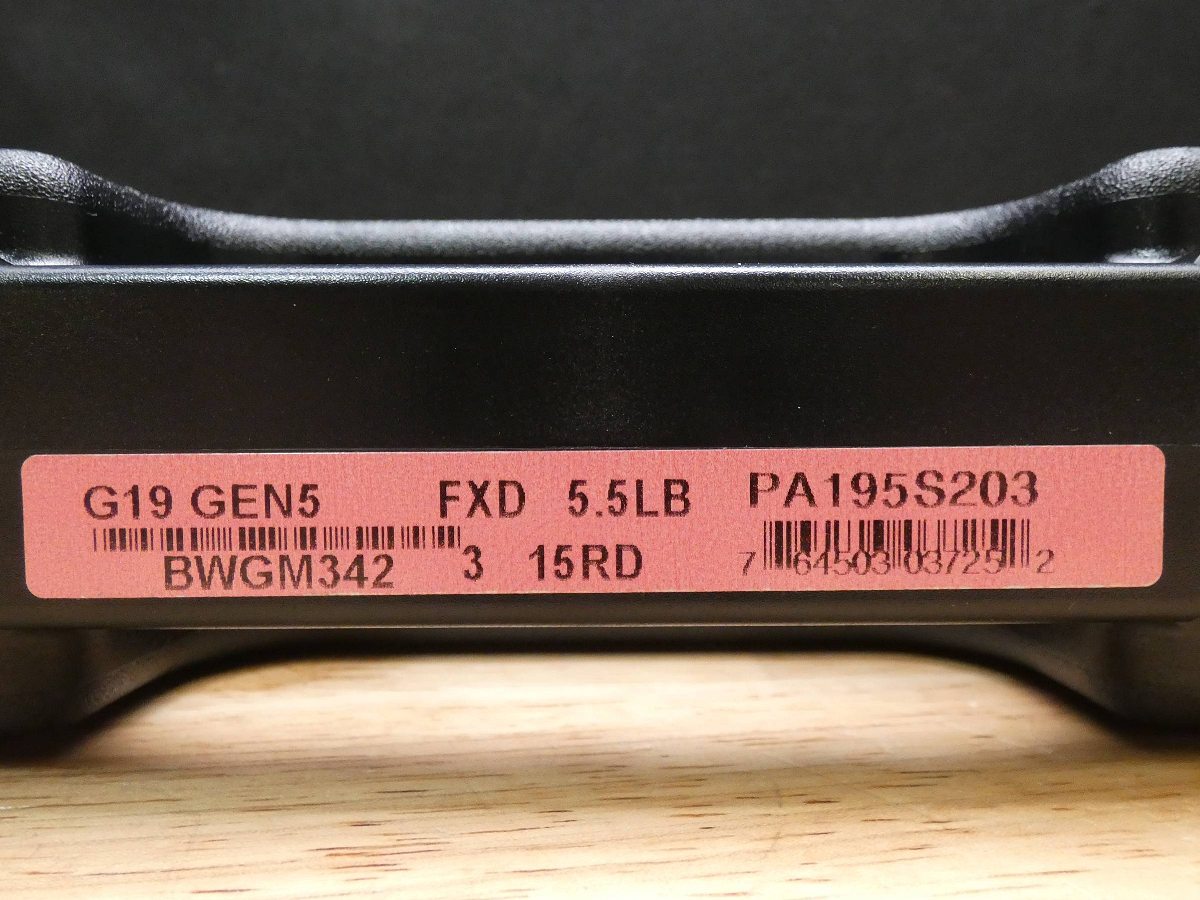 G19 GEN5 FXD 5.5LB PA195S203
BWGM342 3 15RD 7 64503 03725 2